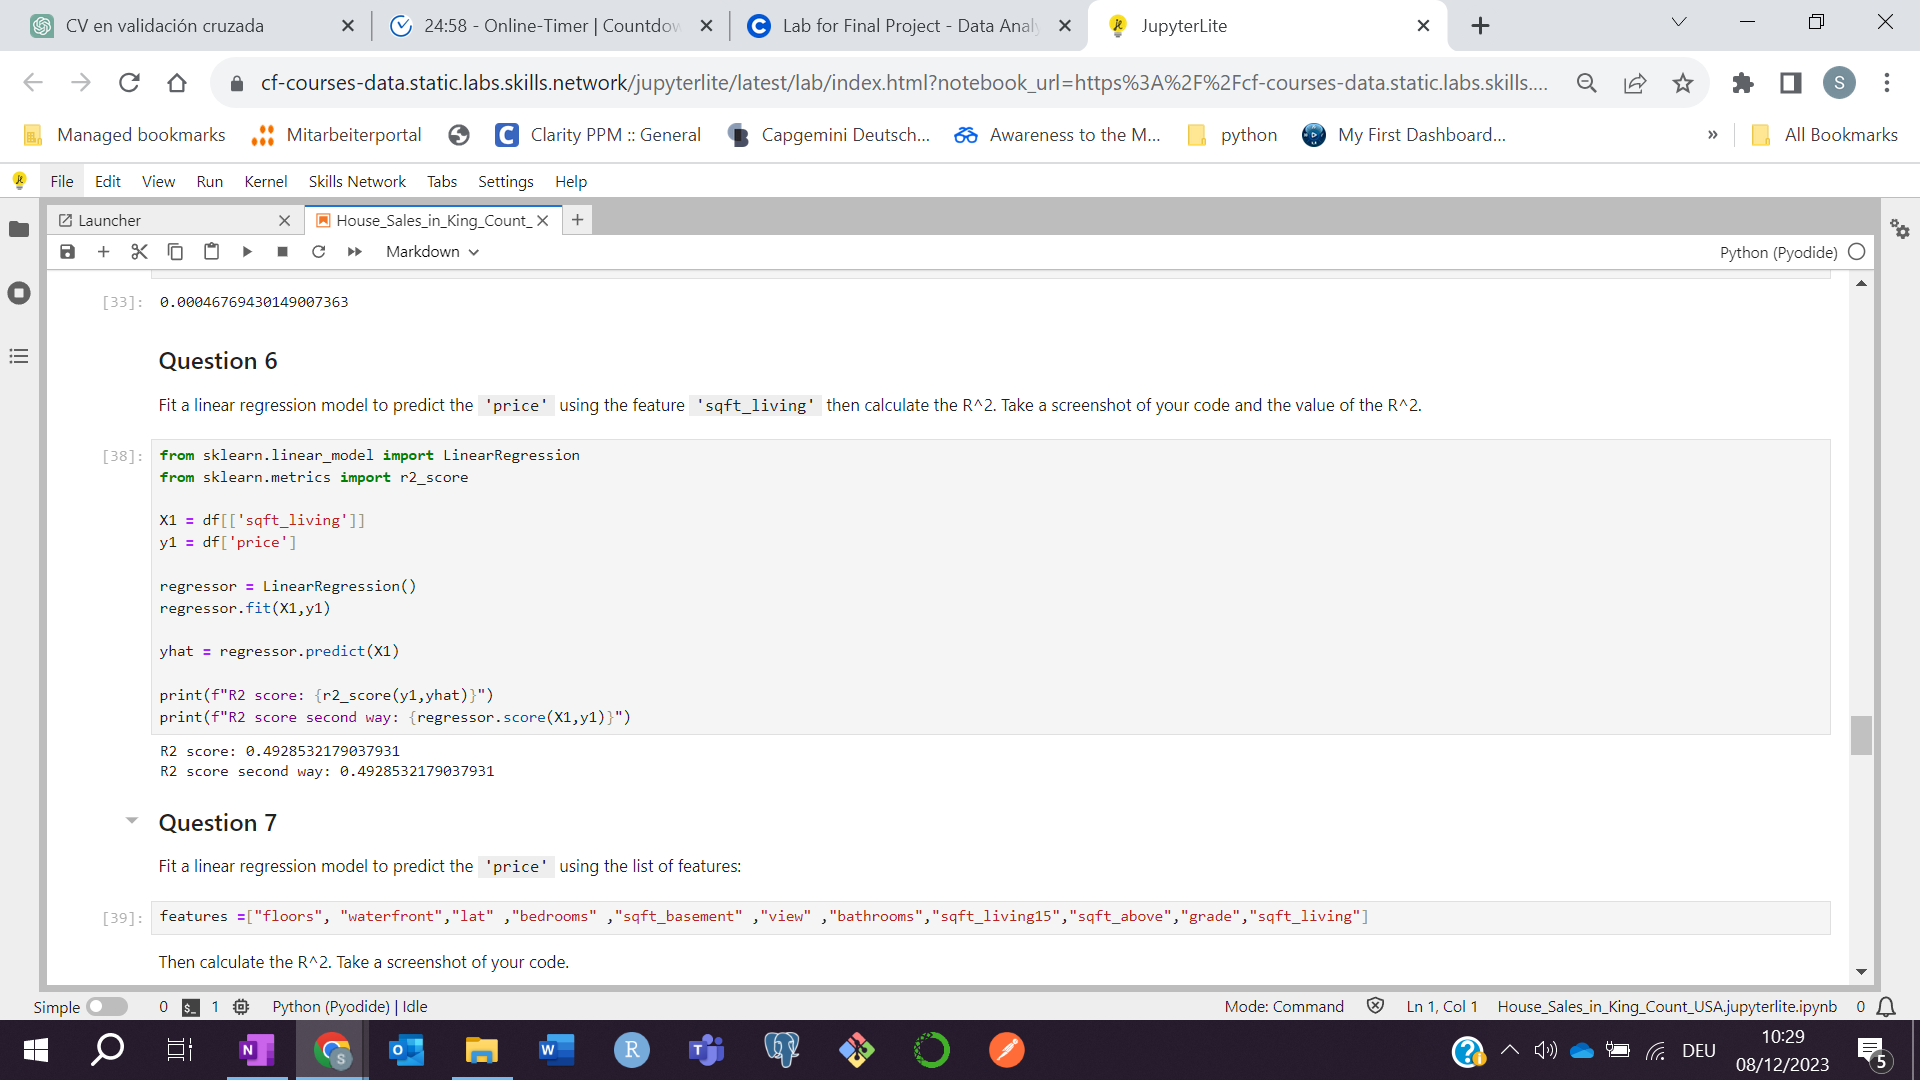 CV en validación cruzada
24:58 - Online-Timer | Countdow
Lab for Final Project - Data Analy
JupyterLite
cf-courses-data.static.labs.skills.network/jupyterlite/latest/lab/index.html?notebook_url=https%3A%2F%2Fcf-courses-data.static.labs.skills....
S
Managed bookmarks
Mitarbeiterportal
Clarity PPM :: General
Capgemini Deutsch...
Awareness to the M...
python
My First Dashboard...
»
All Bookmarks
File Edit View Run Kernel Skills Network Tabs Settings Help
Launcher
House_Sales_in_King_Count_
Markdown
Python (Pyodide)
[33]: 0.00046769430149007363
Question 6
Fit a linear regression model to predict the 'price' using the feature 'sqft_living' then calculate the R^2. Take a screenshot of your code and the value of the R^2.
[38]: from sklearn.linear_model import LinearRegression
from sklearn.metrics import r2_score
X1 = df[['sqft_living']]
y1 = df['price']
regressor = LinearRegression()
regressor.fit(X1,y1)
yhat = regressor.predict(X1)
print(f"R2 score: {r2_score(y1,yhat)}")
print(f"R2 score second way: {regressor.score(X1,y1)}")
R2 score: 0.4928532179037931
R2 score second way: 0.4928532179037931
Question 7
Fit a linear regression model to predict the 'price' using the list of features:
[39]: features =["floors", "waterfront","lat" ,"bedrooms" ,"sqft_basement" ,"view" ,"bathrooms","sqft_living15","sqft_above","grade","sqft_living"]
Then calculate the R^2. Take a screenshot of your code.
Simple 0 $_ 1 Python (Pyodide) | Idle
Mode: Command Ln 1, Col 1 House_Sales_in_King_Count_USA.jupyterlite.ipynb 0
DEU
10:29
08/12/2023
5